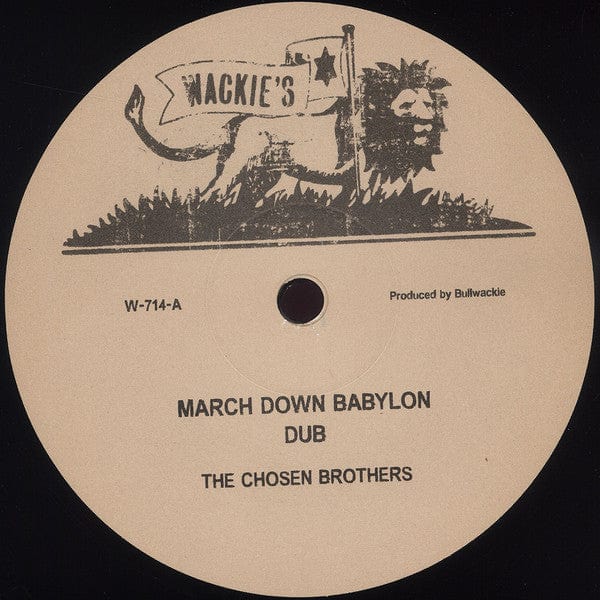 WACKIE'S
W-714-A
Produced by Bullwackie
MARCH DOWN BABYLON
DUB
THE CHOSEN BROTHERS